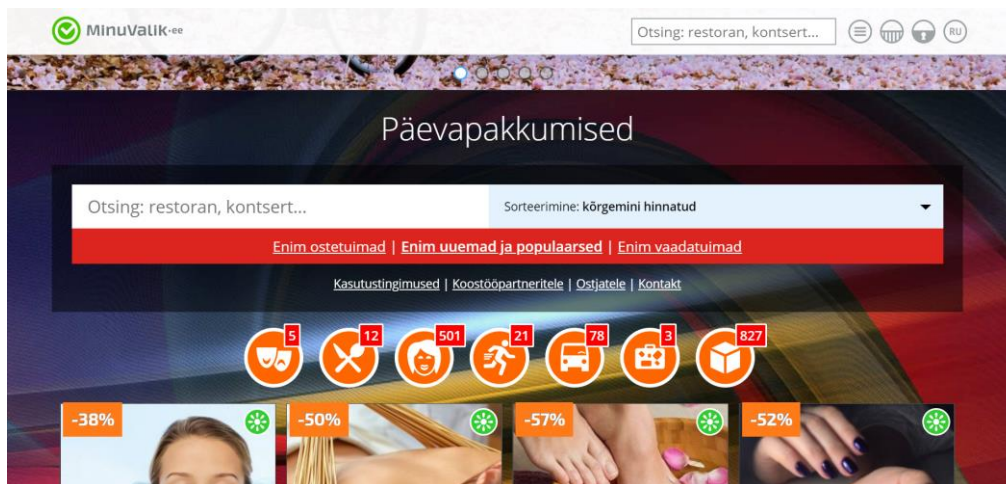 MinuValik.ee
Otsing: restoran, kontsert...
RU
Päevapakkumised
Otsing: restoran, kontsert...
Sorteerimine: kõrgemini hinnatud
Enim ostetuimad | Enim uuemad ja populaarsed | Enim vaadatuimad
Kasutustingimused | Koostööpartneritele | Ostjatele | Kontakt
5 12 501 21 78 3 827
-38% -50% -57% -52%